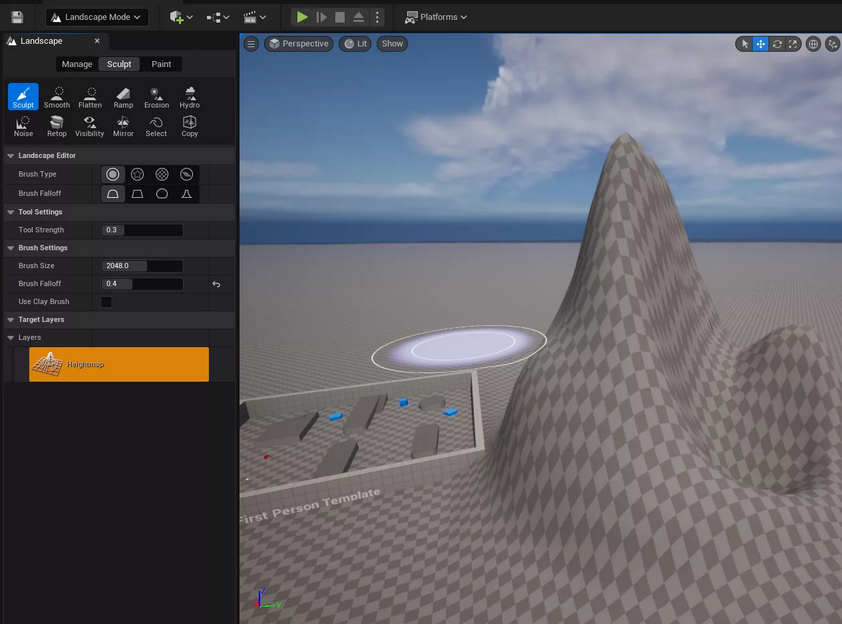 Landscape Mode
Platforms
Landscape
Manage Sculpt Paint
Sculpt Smooth Flatten Ramp Erosion Hydro
Noise Retop Visibility Mirror Select Copy
Landscape Editor
Brush Type
Brush Falloff
Tool Settings
Tool Strength 0.3
Brush Settings
Brush Size 2048.0
Brush Falloff 0.4
Use Clay Brush
Target Layers
Layers
Heightmap
Perspective Lit Show
First Person Template
Z
Y